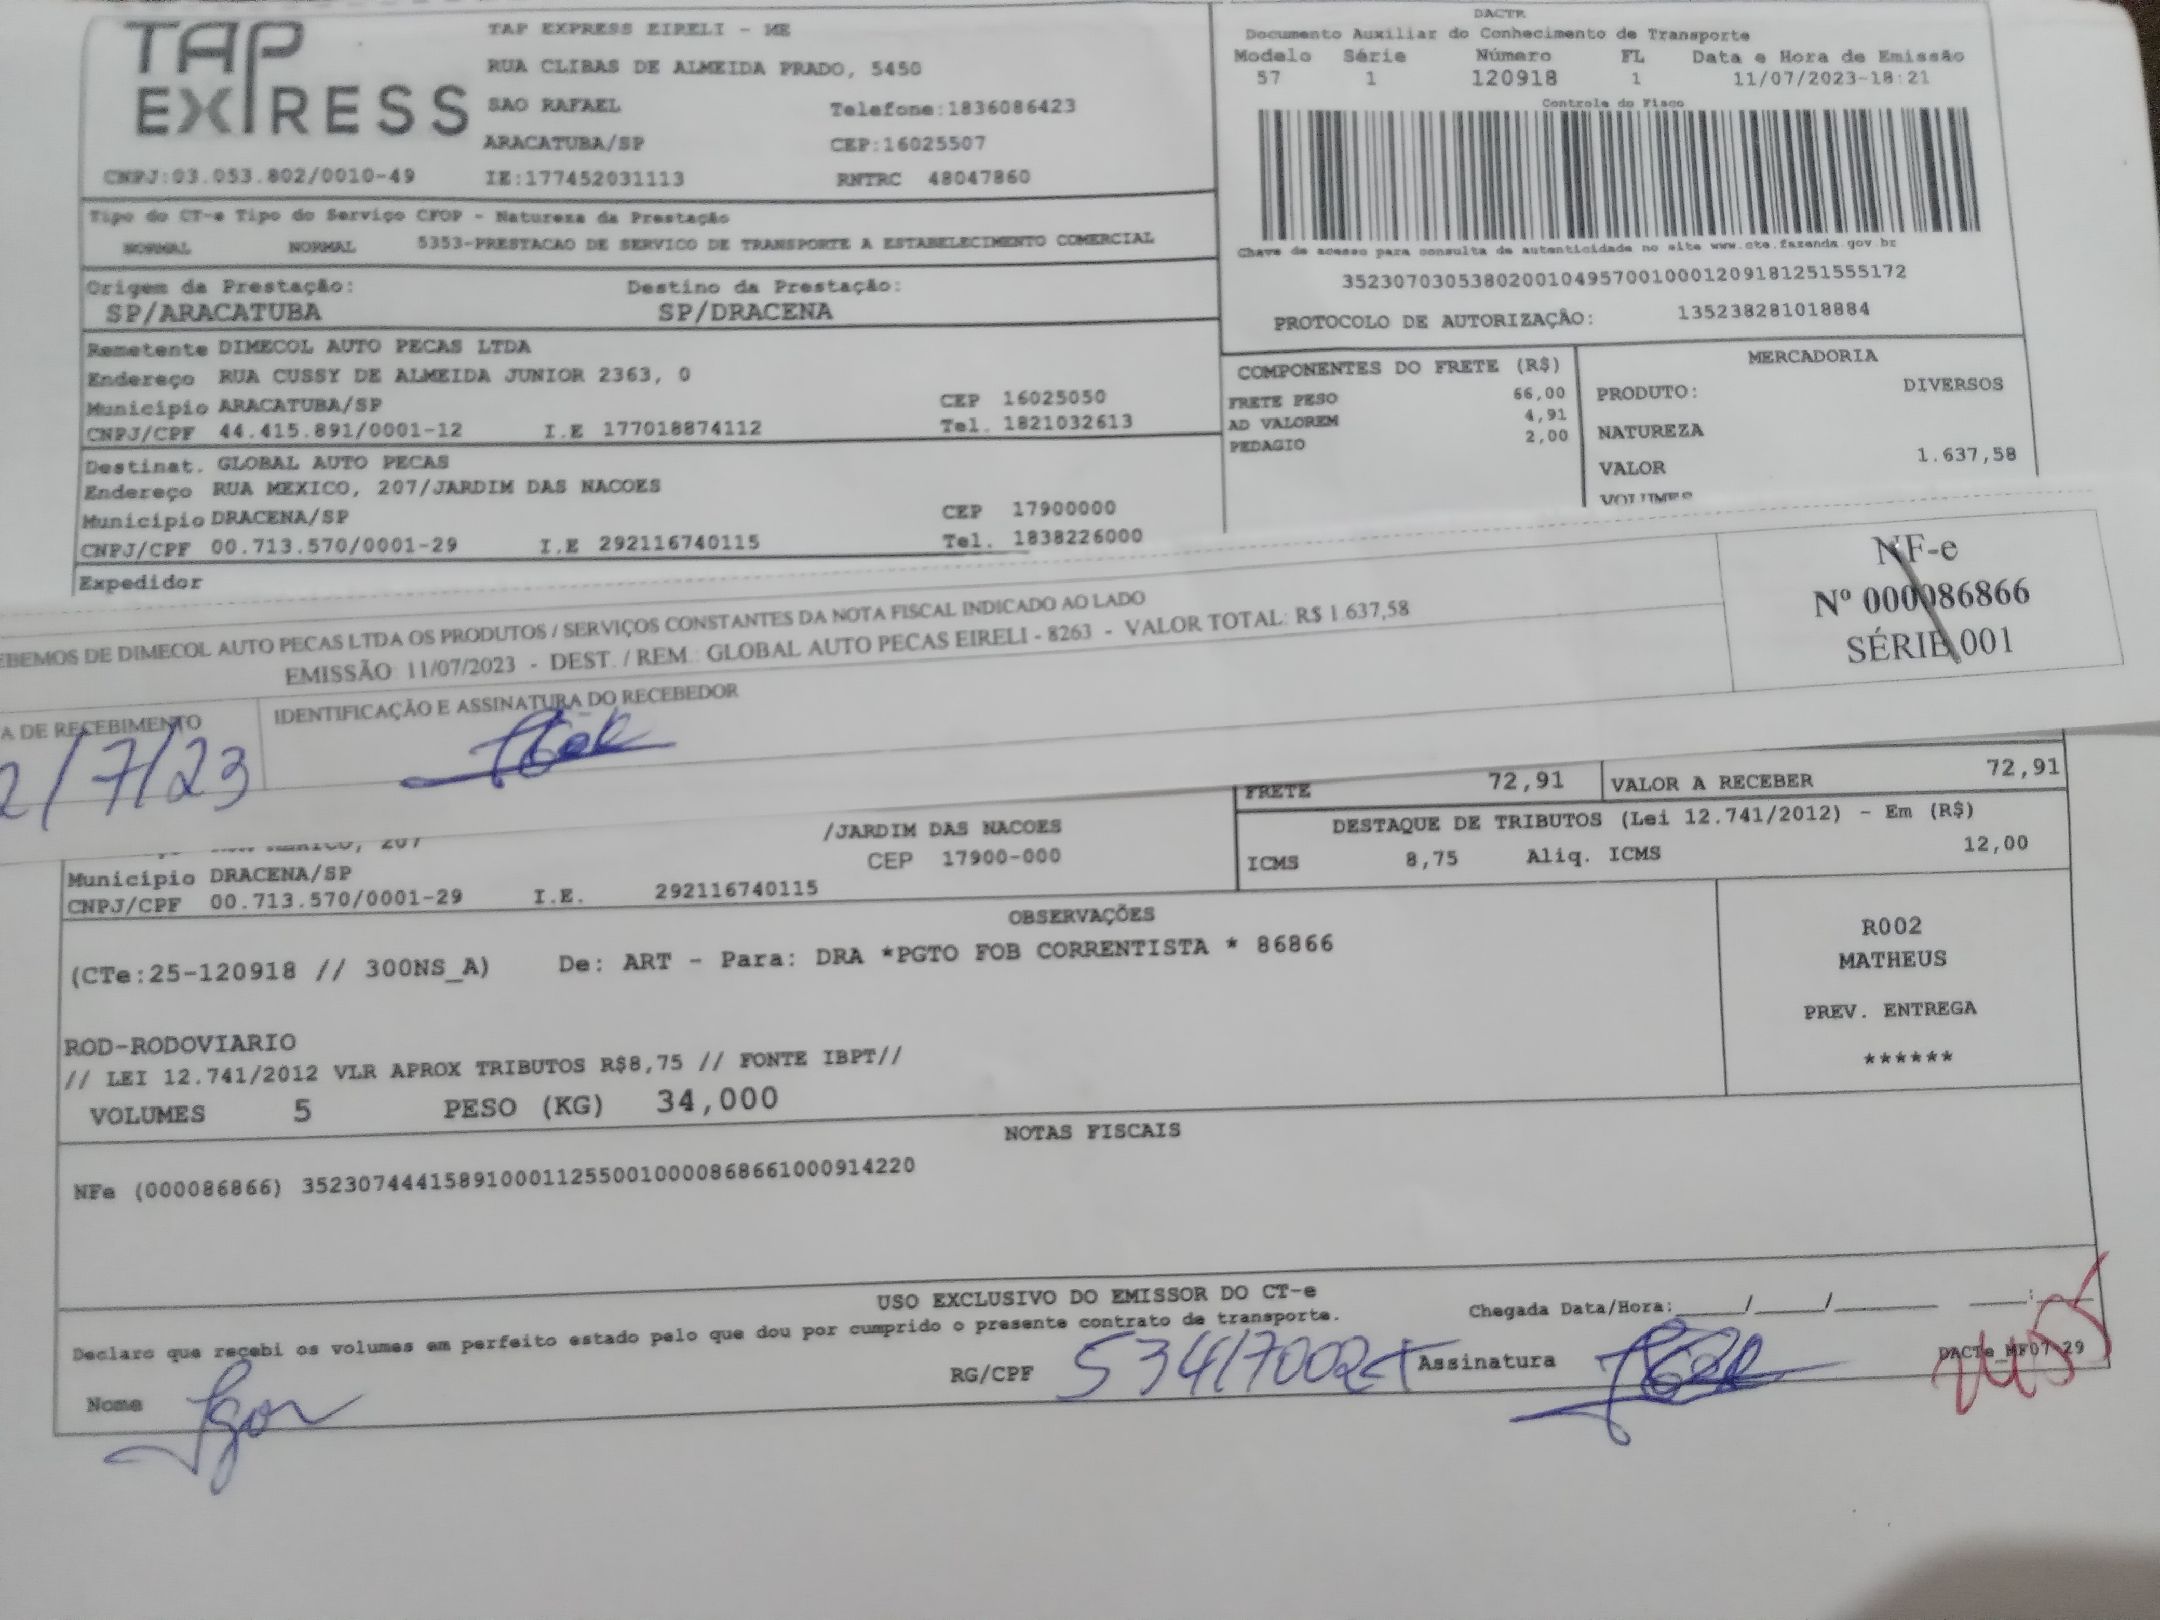 TAP EXPRESS
TAP EXPRESS EIRELI - ME
RUA CLIBAS DE ALMEIDA PRADO, 5450
SAO RAFAEL Telefone:1836086423
ARACATUBA/SP CEP:16025507
CNPJ:03.053.802/0010-49 IE:177452031113 RNTRC 48047860
Tipo do CT-e Tipo do Serviço CFOP - Natureza da Prestação
NORMAL NORMAL 5353-PRESTACAO DE SERVICO DE TRANSPORTE A ESTABELECIMENTO COMERCIAL
Origem da Prestação: Destino da Prestação:
SP/ARACATUBA SP/DRACENA
Remetente DIMECOL AUTO PECAS LTDA
Endereço RUA CUSSY DE ALMEIDA JUNIOR 2363, 0
Município ARACATUBA/SP CEP 16025050
CNPJ/CPF 44.415.891/0001-12 I.E 177018874112 Tel. 1821032613
Destinat. GLOBAL AUTO PECAS
Endereço RUA MEXICO, 207/JARDIM DAS NACOES
Município DRACENA/SP CEP 17900000
CNPJ/CPF 00.713.570/0001-29 I.E 292116740115 Tel. 1838226000
Expedidor
DACTE
Documento Auxiliar do Conhecimento de Transporte
Modelo Série Número FL Data e Hora de Emissão
57 1 120918 1 11/07/2023-18:21
Controle do Fisco
Chave de acesso para consulta de autenticidade no site www.cte.fazenda.gov.br
35230703053802001049570010001209181251555172
PROTOCOLO DE AUTORIZAÇÃO: 135238281018884
COMPONENTES DO FRETE (R$)
FRETE PESO 66,00
AD VALOREM 4,91
PEDAGIO 2,00
MERCADORIA
PRODUTO: DIVERSOS
NATUREZA
VALOR 1.637,58
VOLUMES
EBEMOS DE DIMECOL AUTO PECAS LTDA OS PRODUTOS / SERVIÇOS CONSTANTES DA NOTA FISCAL INDICADO AO LADO
EMISSÃO: 11/07/2023 - DEST. / REM.: GLOBAL AUTO PECAS EIRELI - 8263 - VALOR TOTAL: R$ 1.637,58
NF-e
Nº 000086866
SÉRIE 001
A DE RECEBIMENTO IDENTIFICAÇÃO E ASSINATURA DO RECEBEDOR
2/7/23
FRETE 72,91 VALOR A RECEBER 72,91
DESTAQUE DE TRIBUTOS (Lei 12.741/2012) - Em (R$)
ICMS 8,75 Aliq. ICMS 12,00
MEXICO, 207 /JARDIM DAS NACOES
Município DRACENA/SP CEP 17900-000
CNPJ/CPF 00.713.570/0001-29 I.E. 292116740115
OBSERVAÇÕES
(CTe:25-120918 // 300NS_A) De: ART - Para: DRA *PGTO FOB CORRENTISTA * 86866
ROD-RODOVIARIO
// LEI 12.741/2012 VLR APROX TRIBUTOS R$8,75 // FONTE IBPT//
VOLUMES 5 PESO (KG) 34,000
R002
MATHEUS
PREV. ENTREGA
******
NOTAS FISCAIS
NFe (000086866) 35230744415891000112550010000868661000914220
USO EXCLUSIVO DO EMISSOR DO CT-e
Declaro que recebi os volumes em perfeito estado pelo que dou por cumprido o presente contrato de transporte. Chegada Data/Hora:_____/_____/_______ ____:____
Nome Igor RG/CPF Assinatura DACTe_MF07.29